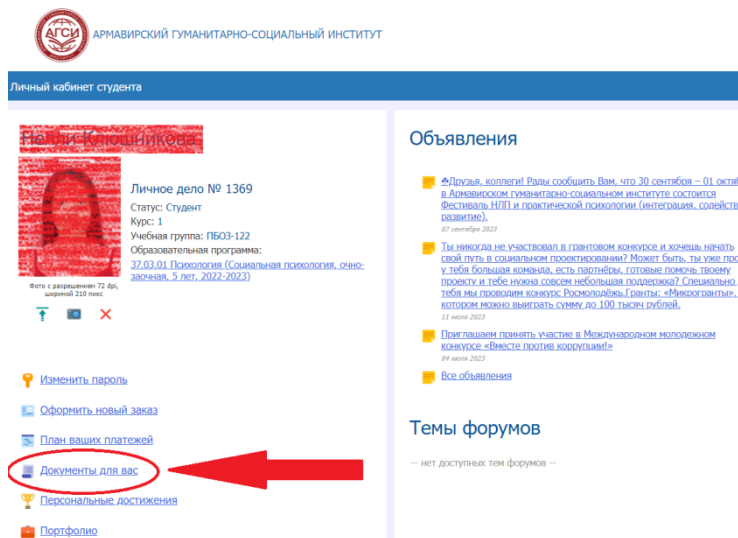 АГСИ
АРМАВИРСКИЙ ГУМАНИТАРНО-СОЦИАЛЬНЫЙ ИНСТИТУТ
Личный кабинет студента
Личное дело № 1369
Статус: Студент
Курс: 1
Учебная группа: ПБОЗ-122
Образовательная программа:
37.03.01 Психология (Социальная психология, очно-
заочная, 5 лет, 2022-2023)
Фото с разрешением 72 dpi,
шириной 210 пикс
Изменить пароль
Оформить новый заказ
План ваших платежей
Документы для вас
Персональные достижения
Портфолио
Объявления
Друзья, коллеги! Рады сообщить Вам, что 30 сентября – 01 октя
в Армавирском гуманитарно-социальном институте состоится
Фестиваль НЛП и практической психологии (интеграция, содейств
развитие).
07 сентября 2023
Ты никогда не участвовал в грантовом конкурсе и хочешь начать
свой путь в социальном проектировании? Может быть, ты уже про
у тебя большая команда, есть партнёры, готовые помочь твоему
проекту и тебе нужна совсем небольшая поддержка? Специально
тебя мы проводим конкурс Росмолодёжь.Гранты: «Микрогранты»,
котором можно выиграть сумму до 100 тысяч рублей.
11 июля 2023
Приглашаем принять участие в Международном молодежном
конкурсе «Вместе против коррупции!»
04 июля 2023
Все объявления
Темы форумов
-- нет доступных тем форумов --